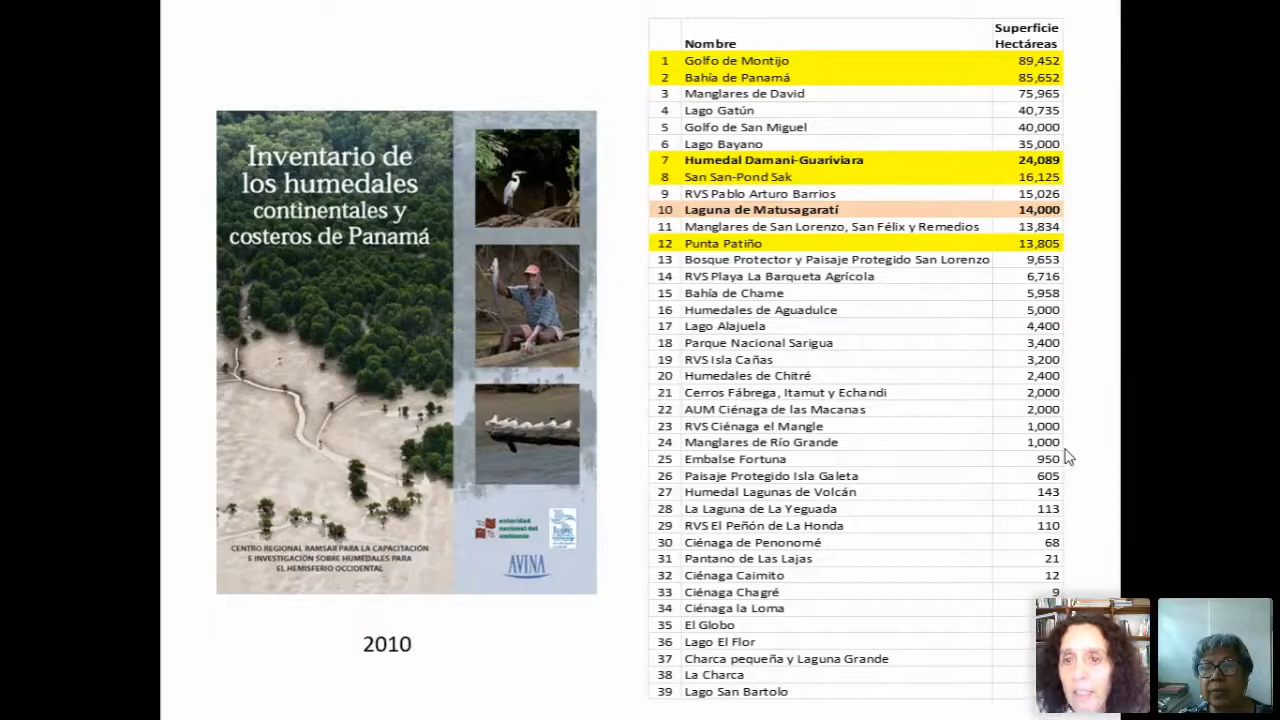 Inventario de
los humedales
continentales y
costeros de Panamá
autoridad
nacional del
ambiente
AVINA
CENTRO REGIONAL RAMSAR PARA LA CAPACITACIÓN
E INVESTIGACIÓN SOBRE HUMEDALES PARA
EL HEMISFERIO OCCIDENTAL
2010
Nombre Superficie Hectáreas
1 Golfo de Montijo 89,452
2 Bahía de Panamá 85,652
3 Manglares de David 75,965
4 Lago Gatún 40,735
5 Golfo de San Miguel 40,000
6 Lago Bayano 35,000
7 Humedal Damani-Guariviara 24,089
8 San San-Pond Sak 16,125
9 RVS Pablo Arturo Barrios 15,026
10 Laguna de Matusagaratí 14,000
11 Manglares de San Lorenzo, San Félix y Remedios 13,834
12 Punta Patiño 13,805
13 Bosque Protector y Paisaje Protegido San Lorenzo 9,653
14 RVS Playa La Barqueta Agrícola 6,716
15 Bahía de Chame 5,958
16 Humedales de Aguadulce 5,000
17 Lago Alajuela 4,400
18 Parque Nacional Sarigua 3,400
19 RVS Isla Cañas 3,200
20 Humedales de Chitré 2,400
21 Cerros Fábrega, Itamut y Echandi 2,000
22 AUM Ciénaga de las Macanas 2,000
23 RVS Ciénaga el Mangle 1,000
24 Manglares de Río Grande 1,000
25 Embalse Fortuna 950
26 Paisaje Protegido Isla Galeta 605
27 Humedal Lagunas de Volcán 143
28 La Laguna de La Yeguada 113
29 RVS El Peñón de La Honda 110
30 Ciénaga de Penonomé 68
31 Pantano de Las Lajas 21
32 Ciénaga Caimito 12
33 Ciénaga Chagré 9
34 Ciénaga la Loma
35 El Globo
36 Lago El Flor
37 Charca pequeña y Laguna Grande
38 La Charca
39 Lago San Bartolo